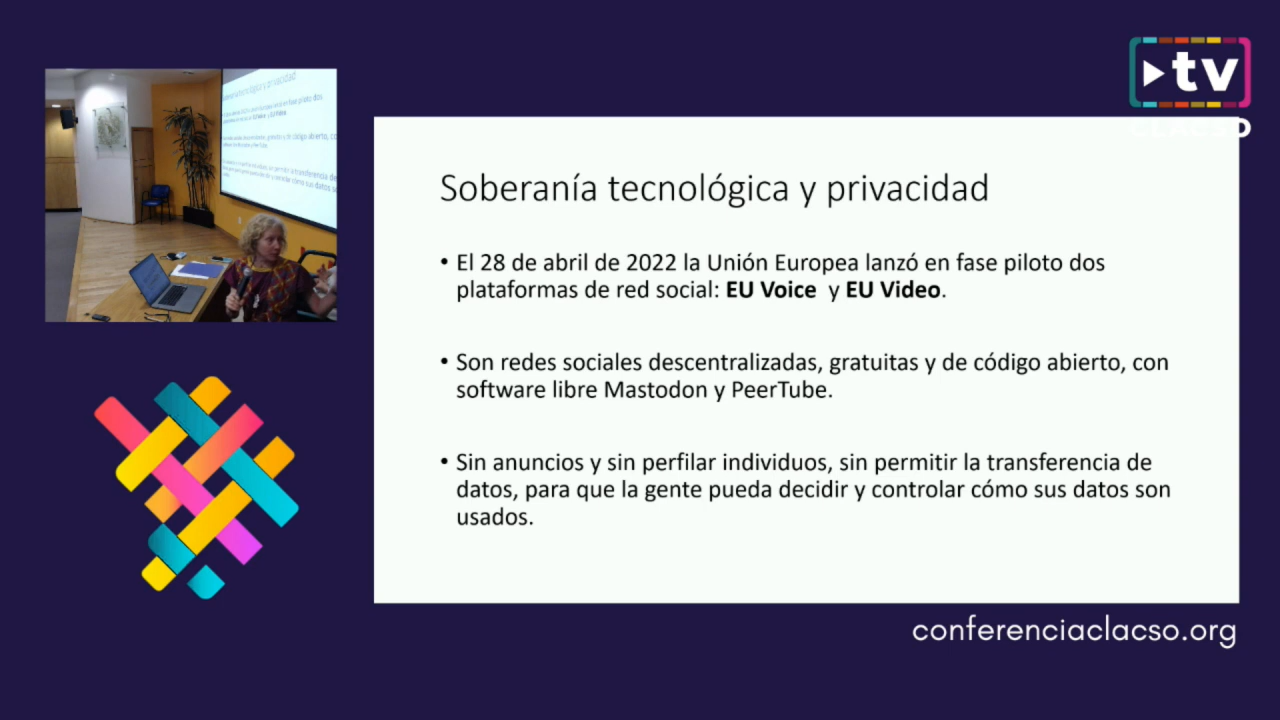 tv
CLACSO
Soberanía tecnológica y privacidad
• El 28 de abril de 2022 la Unión Europea lanzó en fase piloto dos
plataformas de red social: EU Voice y EU Video.
• Son redes sociales descentralizadas, gratuitas y de código abierto, con
software libre Mastodon y PeerTube.
• Sin anuncios y sin perfilar individuos, sin permitir la transferencia de
datos, para que la gente pueda decidir y controlar cómo sus datos son
usados.
conferenciaclacso.org